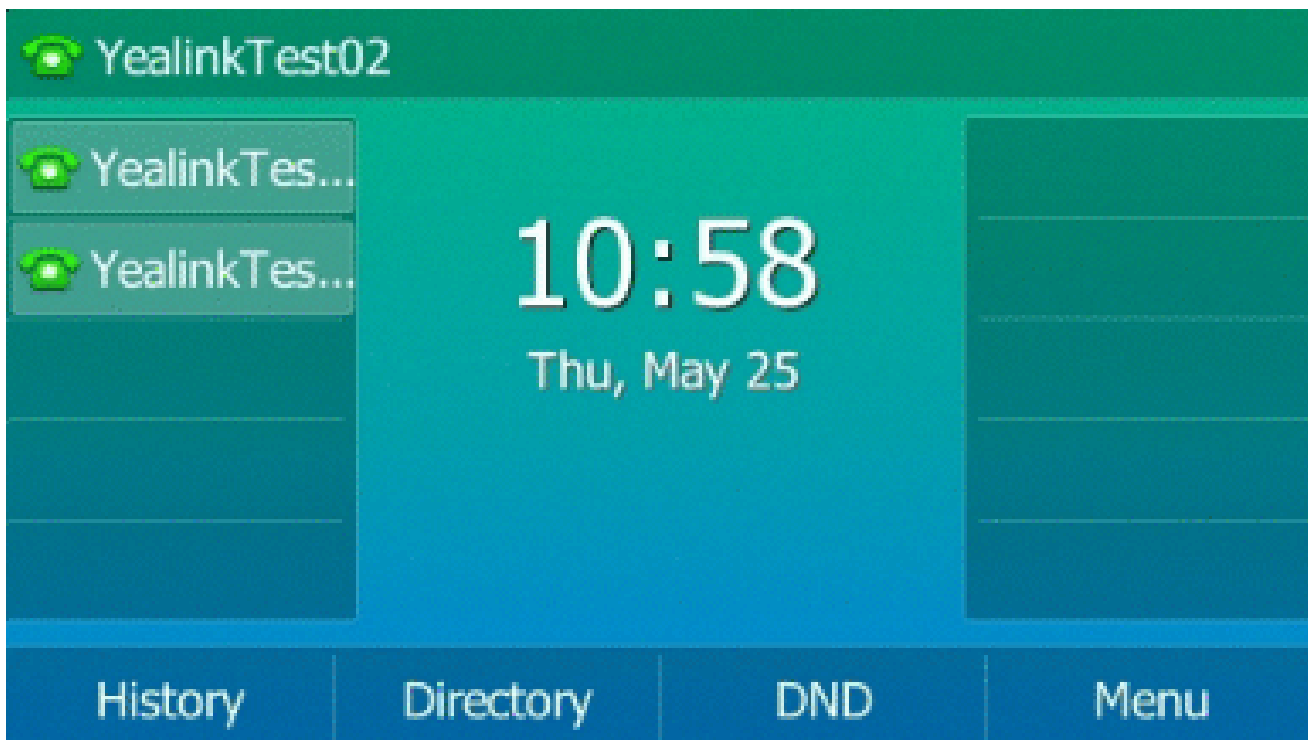 YealinkTest02
YealinkTes...
YealinkTes...
10:58
Thu, May 25
History Directory DND Menu